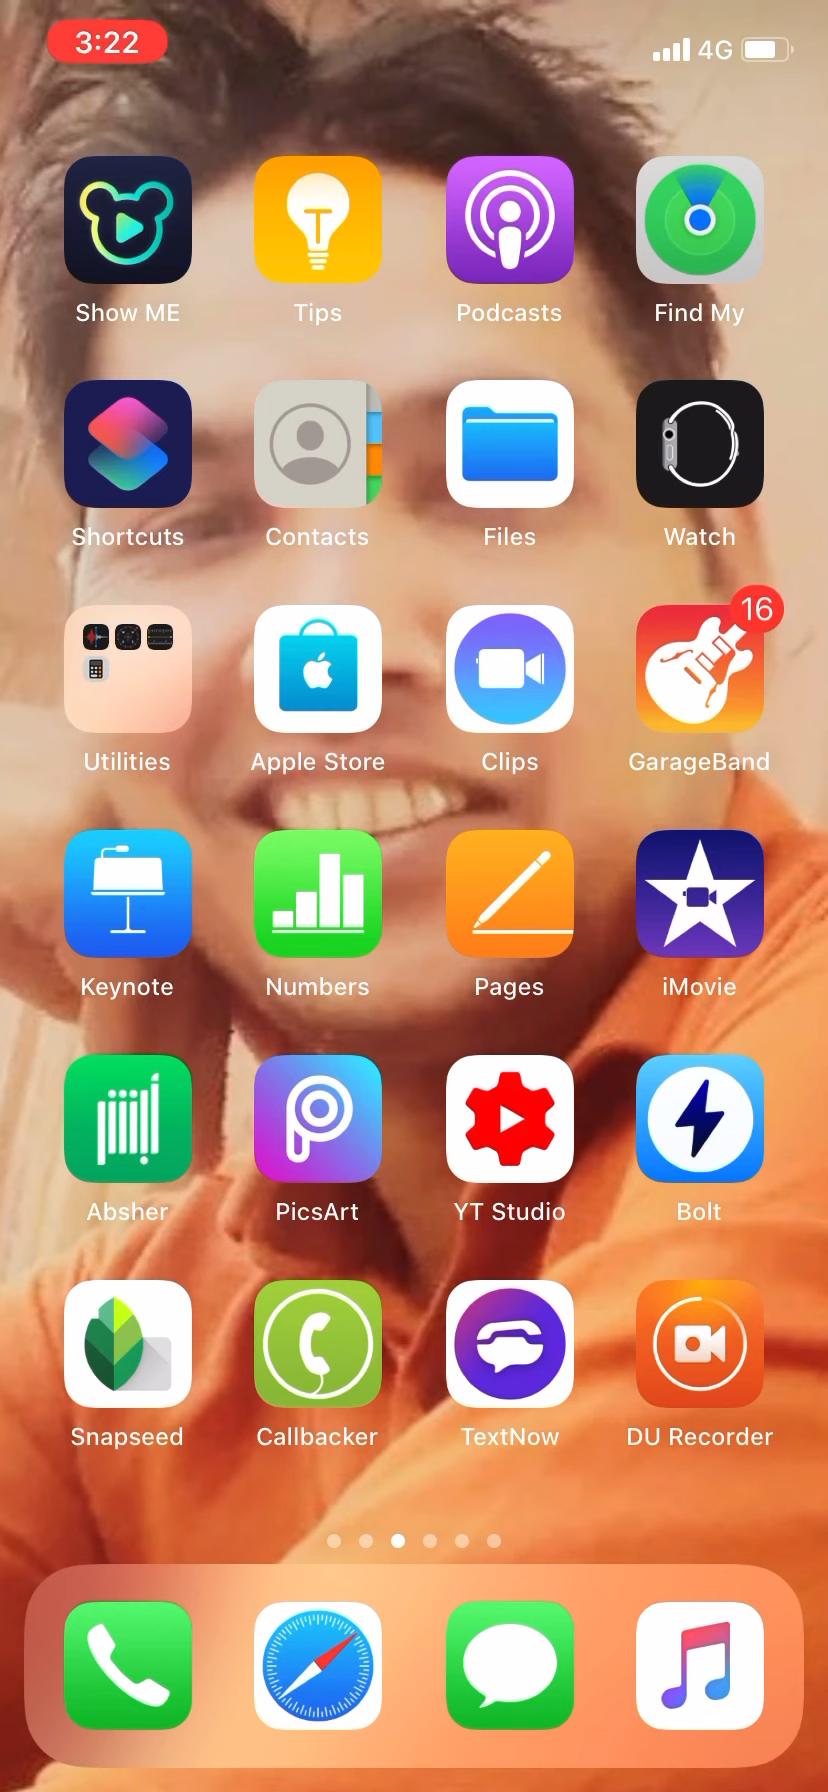 3:22 4G
Show ME Tips Podcasts Find My
Shortcuts Contacts Files Watch
16
Utilities Apple Store Clips GarageBand
Keynote Numbers Pages iMovie
Absher PicsArt YT Studio Bolt
Snapseed Callbacker TextNow DU Recorder